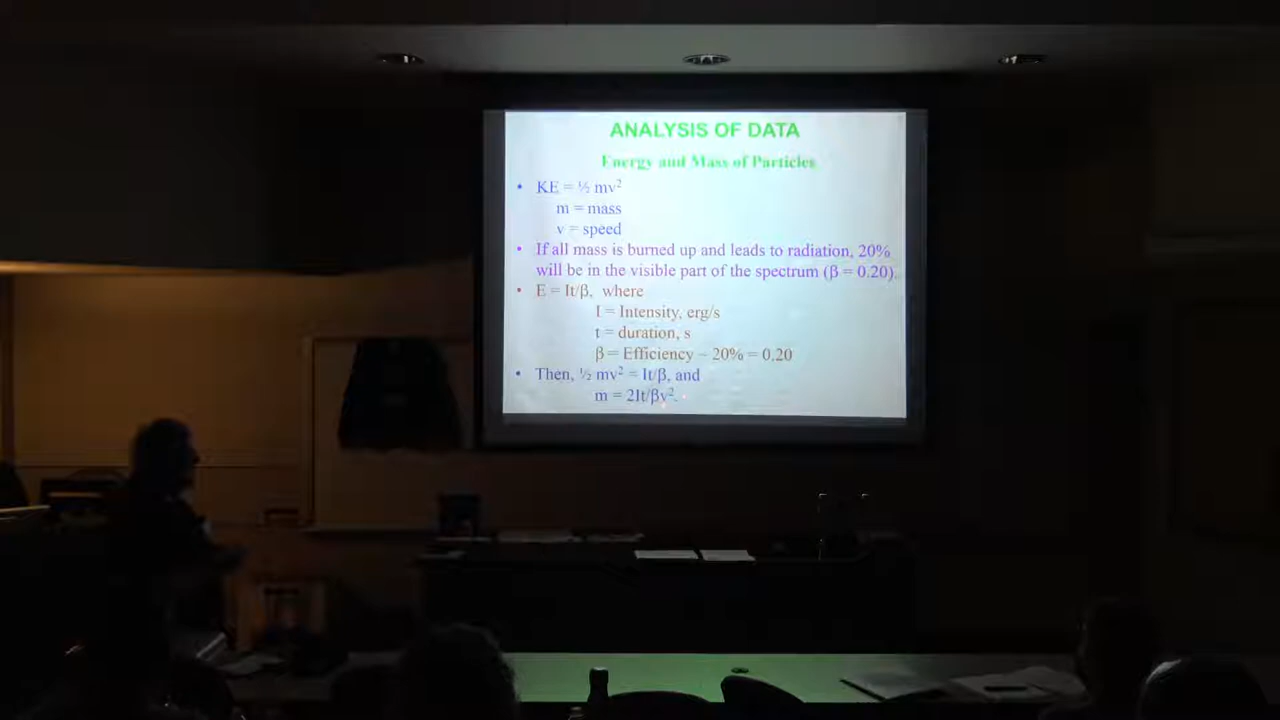 ANALYSIS OF DATA
Energy and Mass of Particles
• KE = ½ mv²
m = mass
v = speed
• If all mass is burned up and leads to radiation, 20%
will be in the visible part of the spectrum (β = 0.20).
• E = It/β, where
I = Intensity, erg/s
t = duration, s
β = Efficiency ~ 20% = 0.20
• Then, ½ mv² = It/β, and
m = 2It/βv².